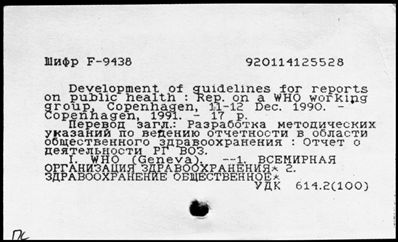 Шифр F-9438 920114125528
Development of guidelines for reports
on public health : Rep. on a WHO working
group, Copenhagen, 11-12 Dec. 1990. -
Copenhagen, 1991. - 17 p.
Перевод загл.: Разработка методических
указаний по ведению отчетности в области
общественного здравоохранения : Отчет о
деятельности РГ ВОЗ.
I. WHO (Geneva). --1. ВСЕМИРНАЯ
ОРГАНИЗАЦИЯ ЗДРАВООХРАНЕНИЯ* 2.
ЗДРАВООХРАНЕНИЕ ОБЩЕСТВЕННОЕ*
УДК 614.2(100)